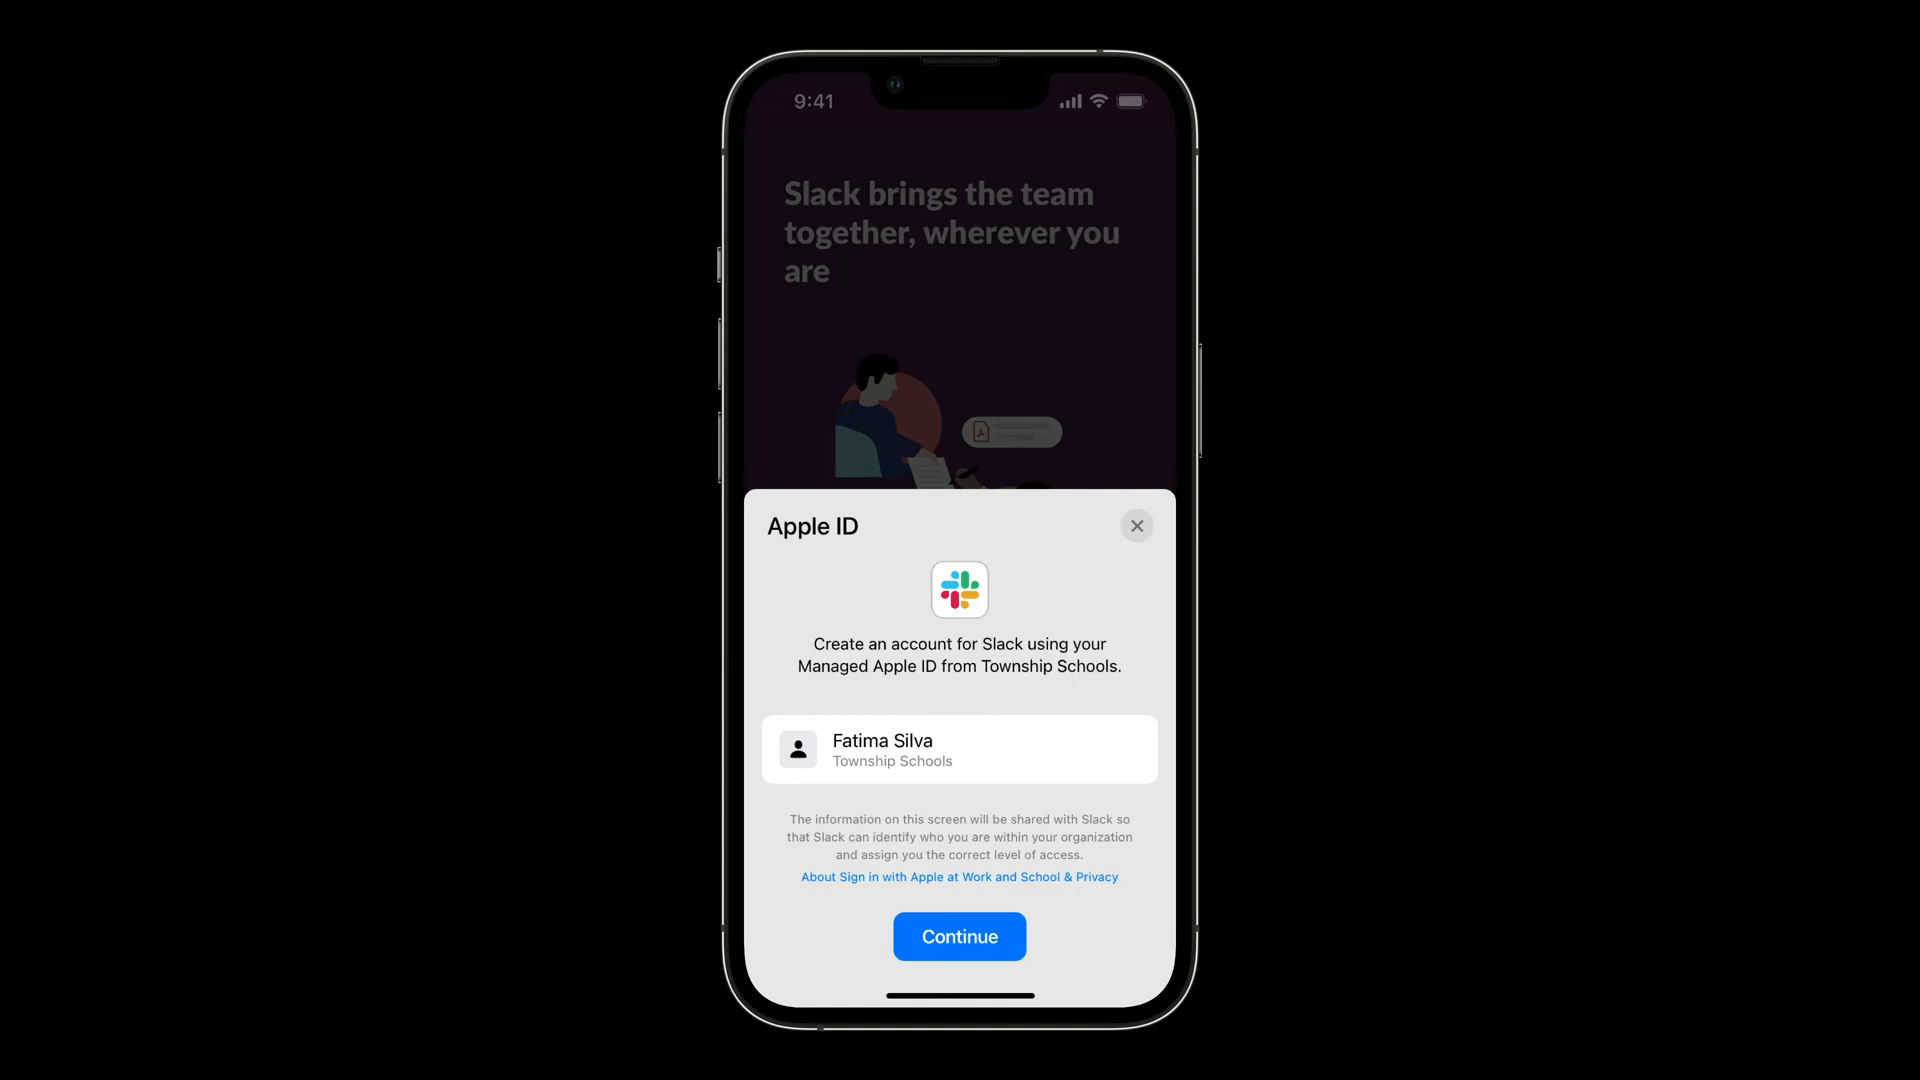 9:41
Slack brings the team
together, wherever you
are
Apple ID
Create an account for Slack using your
Managed Apple ID from Township Schools.
Fatima Silva
Township Schools
The information on this screen will be shared with Slack so
that Slack can identify who you are within your organization
and assign you the correct level of access.
About Sign in with Apple at Work and School & Privacy
Continue